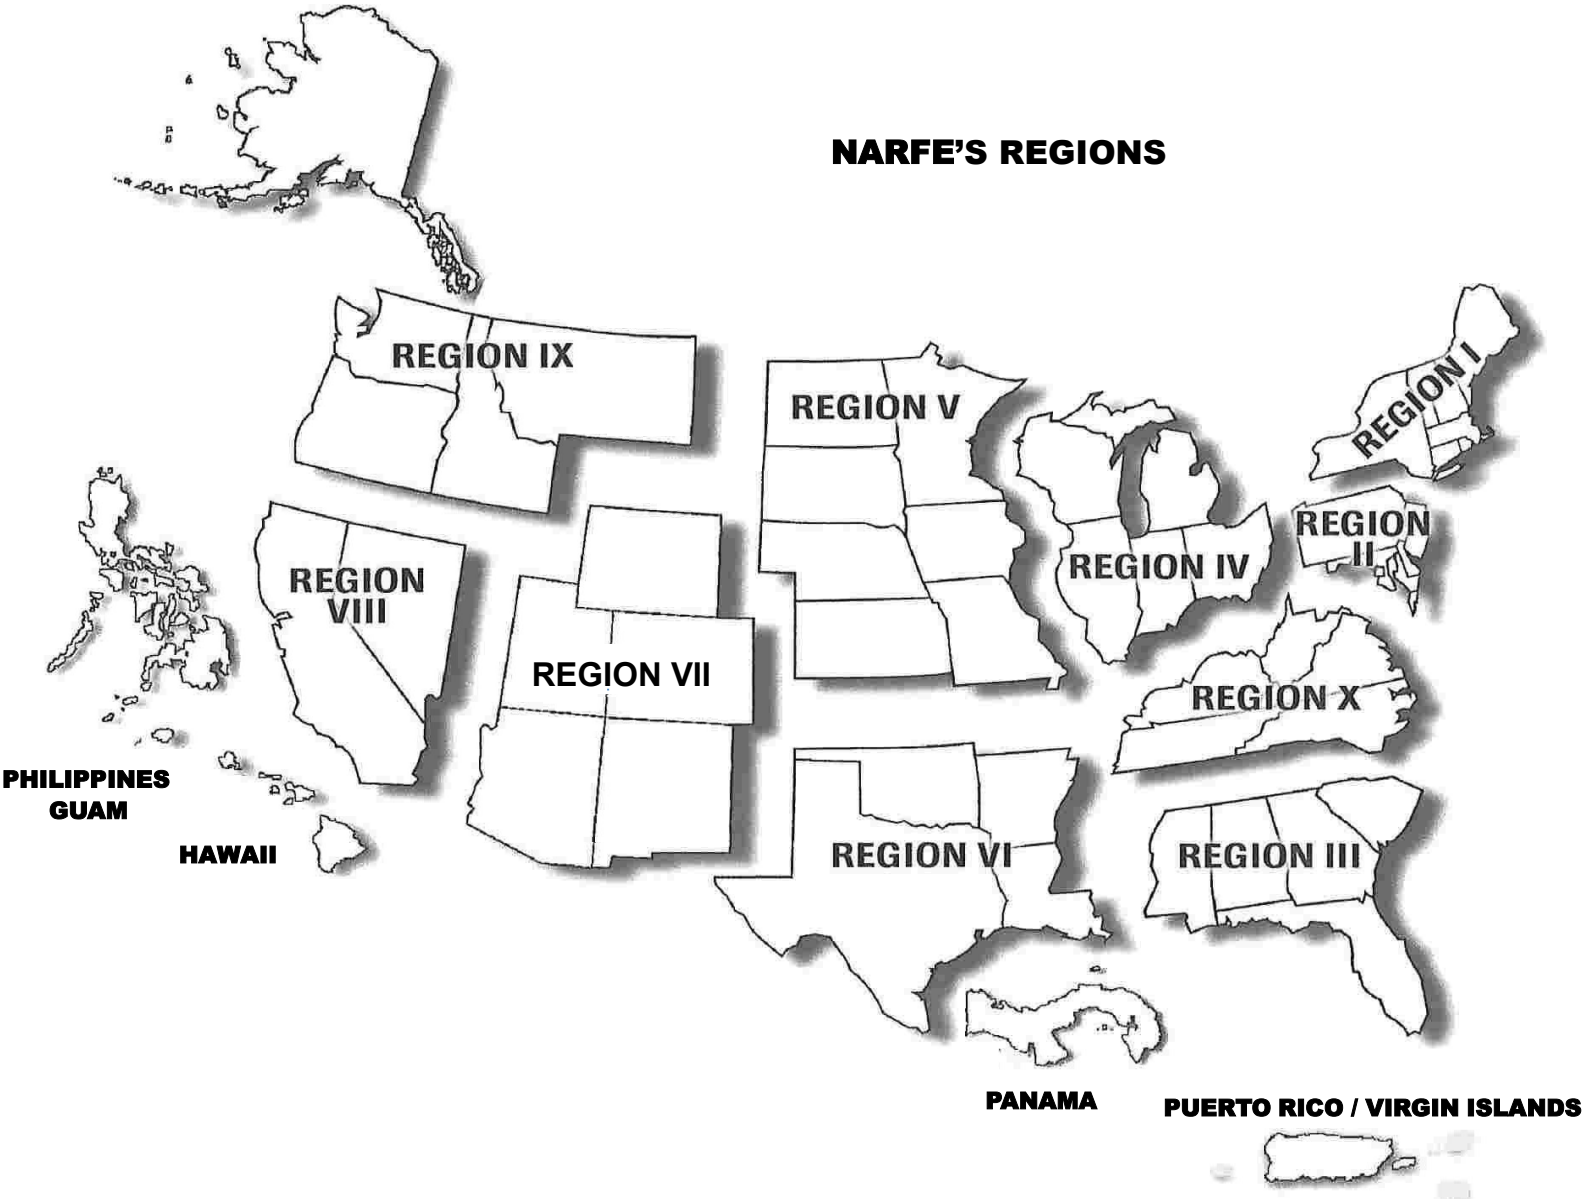 NARFE'S REGIONS
REGION IX
REGION V
REGION I
REGION
II
REGION IV
REGION
VIII
REGION VII
REGION X
PHILIPPINES
GUAM
HAWAII
REGION VI
REGION III
PANAMA
PUERTO RICO / VIRGIN ISLANDS